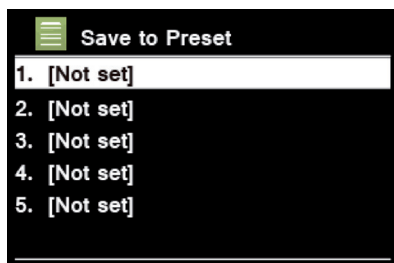 Save to Preset
1. [Not set]
2. [Not set]
3. [Not set]
4. [Not set]
5. [Not set]